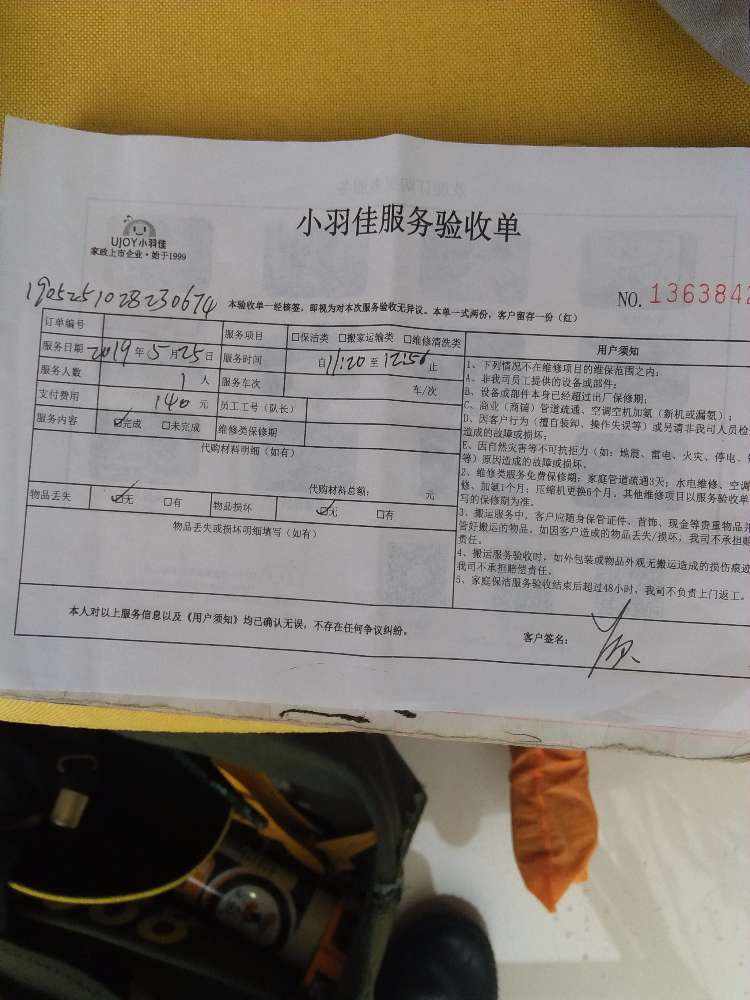 小羽佳服务验收单
UJOY小羽佳
家政上市企业·始于1999
1905251028230674
本验收单一经核签，即视为对本次服务验收无异议。本单一式两份，客户留存一份（红）
NO. 1363842
订单编号 服务项目 □保洁类 □搬家运输类 □维修清洗类
服务日期 2019年5月25日 服务时间 自11:20至12:50止
服务人数 1人 服务车次 车/次
支付费用 140元 员工工号（队长）
服务内容 ☑完成 □未完成 维修类保修期
代购材料明细（如有）
代购材料总额： 元
物品丢失 ☑无 □有 物品损坏 ☑无 □有
物品丢失或损坏明细填写（如有）
用户须知
1、下列情况不在维修项目的维保范围之内：
A、非我司员工提供的设备或部件；
B、设备或部件本身已经超过出厂保修期；
C、商业（商铺）管道疏通、空调空机加氨（新机或漏氨）；
D、因客户行为（擅自装卸、操作失误等）或另请非我司人员检
造成的故障或损坏；
E、因自然灾害等不可抗拒力（如：地震、雷电、火灾、停电、
等）原因造成的故障或损坏。
2、维修类服务免费保修期：家庭管道疏通3天；水电维修、空调
修、加氨1个月；压缩机更换6个月，其他维修项目以服务验收单
写的保修期为准。
3、搬运服务中，客户应随身保管证件、首饰、现金等贵重物品并
管好搬运的物品。如因客户造成的物品丢失/损坏，我司不承担赔
责任。
4、搬运服务验收时，如外包装或物品外观无搬运造成的损伤痕迹
我司不承担赔偿责任。
5、家庭保洁服务验收结束后超过48小时，我司不负责上门返工。
本人对以上服务信息以及《用户须知》均已确认无误，不存在任何争议纠纷。
客户签名：